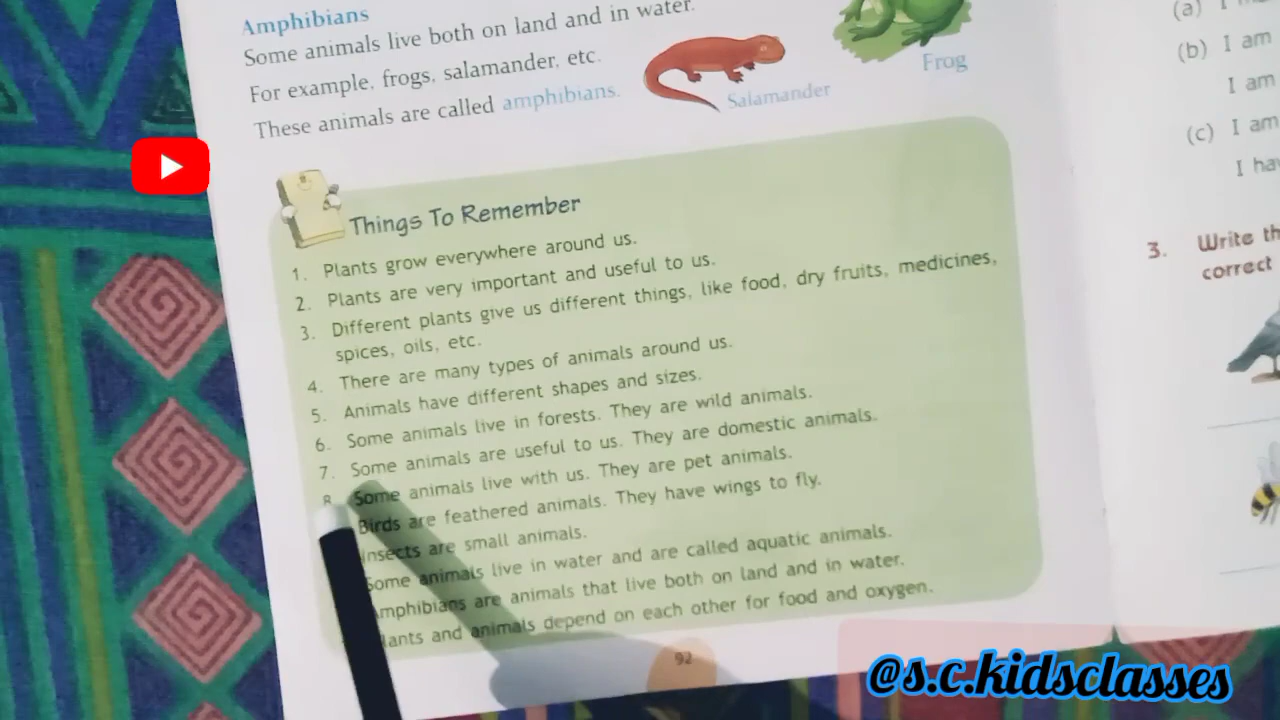 Amphibians
Some animals live both on land and in water.
For example, frogs, salamander, etc.
These animals are called amphibians.
Salamander
Frog
Things To Remember
1. Plants grow everywhere around us.
2. Plants are very important and useful to us.
3. Different plants give us different things, like food, dry fruits, medicines,
spices, oils, etc.
4. There are many types of animals around us.
5. Animals have different shapes and sizes.
6. Some animals live in forests. They are wild animals.
7. Some animals are useful to us. They are domestic animals.
8. Some animals live with us. They are pet animals.
Birds are feathered animals. They have wings to fly.
Insects are small animals.
Some animals live in water and are called aquatic animals.
Amphibians are animals that live both on land and in water.
lants and animals depend on each other for food and oxygen.
92
(a) I
(b) I am
I am
(c) I am
I ha
3. Write th
correct
@s.c.kidsclasses